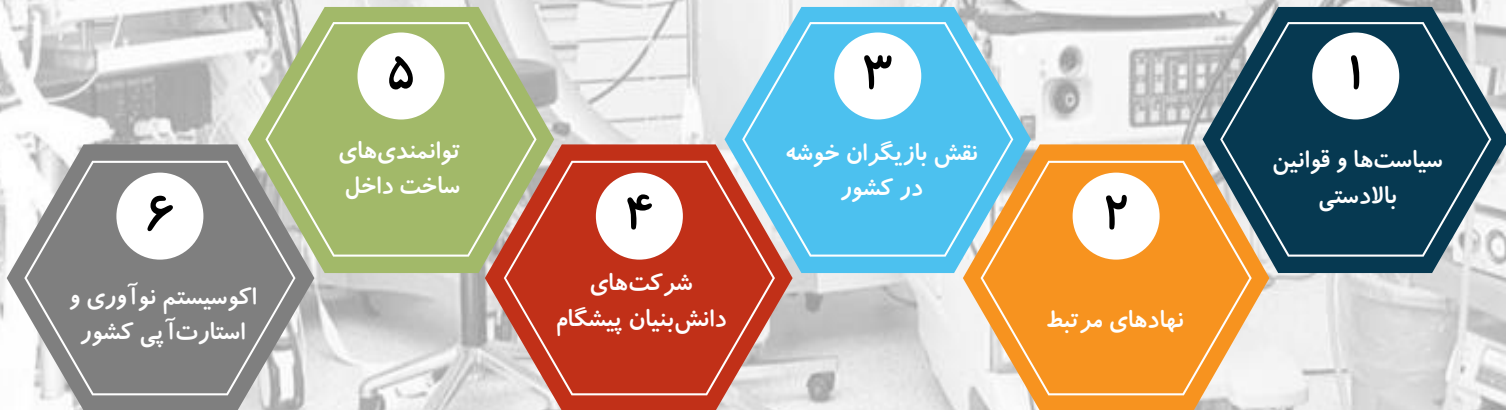 ۱
سیاست‌ها و قوانین
بالادستی
۲
نهادهای مرتبط
۳
نقش بازیگران خوشه
در کشور
۴
شرکت‌های
دانش‌بنیان پیشگام
۵
توانمندی‌های
ساخت داخل
۶
اکوسیستم نوآوری و
استارت‌آپی کشور